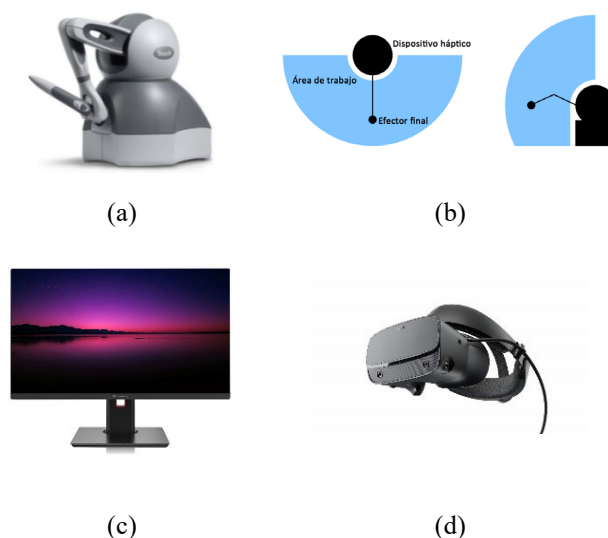 Dispositivo háptico
Área de trabajo
Efector final
(a)
(b)
(c)
(d)